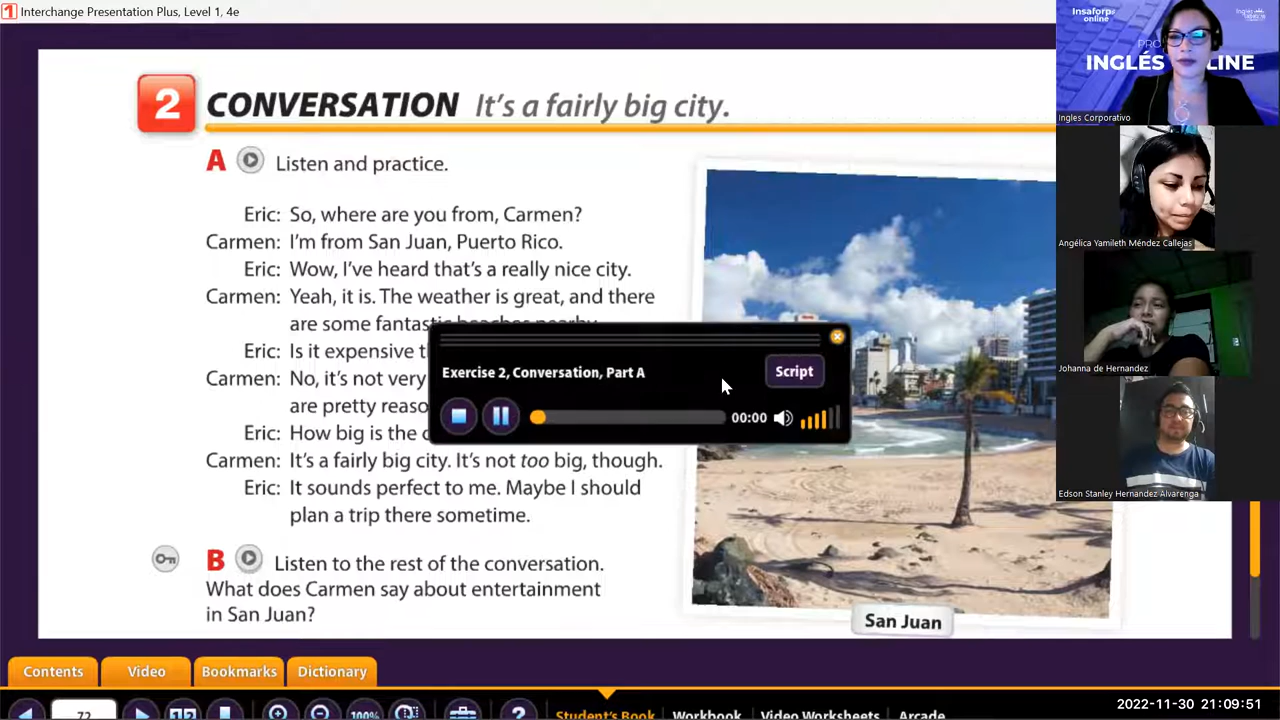 Interchange Presentation Plus, Level 1, 4e
2 CONVERSATION It's a fairly big city.
A Listen and practice.
Eric: So, where are you from, Carmen?
Carmen: I'm from San Juan, Puerto Rico.
Eric: Wow, I've heard that's a really nice city.
Carmen: Yeah, it is. The weather is great, and there
are some fantastic beaches nearby.
Eric: Is it expensive
Carmen: No, it's not very
are pretty
Eric: How big is the
Carmen: It's a fairly big city. It's not too big, though.
Eric: It sounds perfect to me. Maybe I should
plan a trip there sometime.
B Listen to the rest of the conversation.
What does Carmen say about entertainment
in San Juan?
Exercise 2, Conversation, Part A
Script
00:00
San Juan
Insaforp
online
INGLÉS
LINE
Ingles Corporativo
Angélica Yamileth Méndez Callejas
Johanna de Hernandez
Edson Stanley Hernandez Alvarenga
Contents
Video
Bookmarks
Dictionary
72
100%
Student's Book
Workbook
Video Worksheets
Arcade
2022-11-30 21:09:51